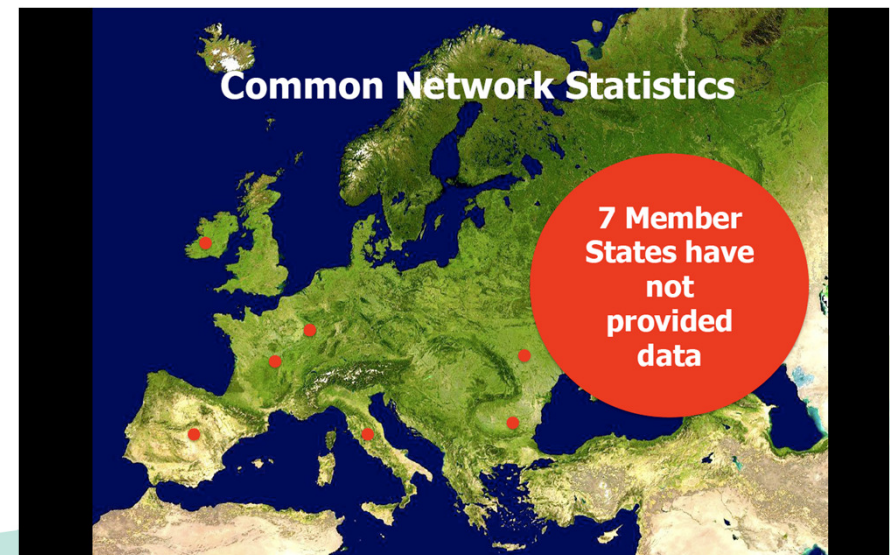 Common Network Statistics
7 Member
States have
not
provided
data